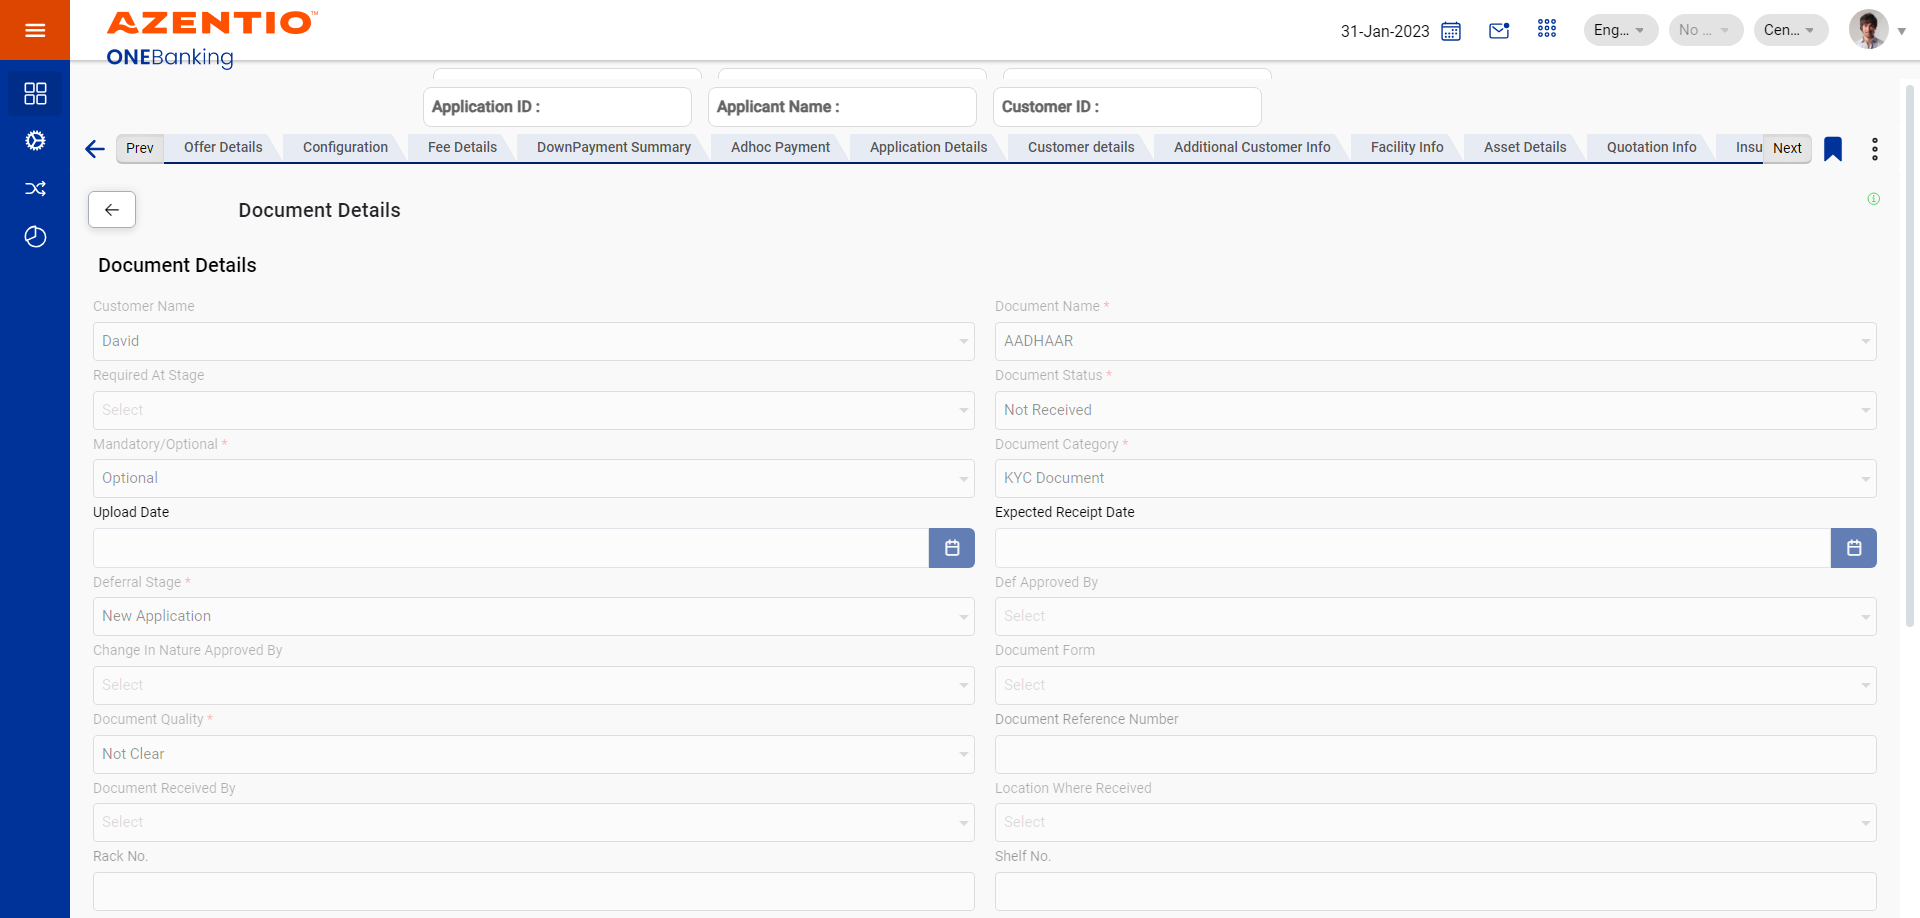 AZENTIO™
ONEBanking
31-Jan-2023
Eng...
No ...
Cen...
Application ID :
Applicant Name :
Customer ID :
Prev
Offer Details
Configuration
Fee Details
DownPayment Summary
Adhoc Payment
Application Details
Customer details
Additional Customer Info
Facility Info
Asset Details
Quotation Info
Insu
Next
Document Details
Document Details
Customer Name
Document Name *
David
AADHAAR
Required At Stage
Document Status *
Select
Not Received
Mandatory/Optional *
Document Category *
Optional
KYC Document
Upload Date
Expected Receipt Date
Deferral Stage *
Def Approved By
New Application
Select
Change In Nature Approved By
Document Form
Select
Select
Document Quality *
Document Reference Number
Not Clear
Document Received By
Location Where Received
Select
Select
Rack No.
Shelf No.